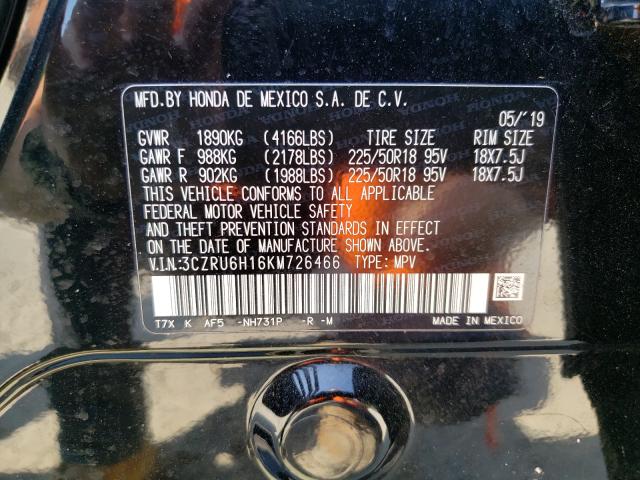 MFD.BY HONDA DE MEXICO S.A. DE C.V.
05/'19
GVWR 1890KG (4166LBS) TIRE SIZE RIM SIZE
GAWR F 988KG (2178LBS) 225/50R18 95V 18X7.5J
GAWR R 902KG (1988LBS) 225/50R18 95V 18X7.5J
THIS VEHICLE CONFORMS TO ALL APPLICABLE
FEDERAL MOTOR VEHICLE SAFETY
AND THEFT PREVENTION STANDARDS IN EFFECT
ON THE DATE OF MANUFACTURE SHOWN ABOVE.
V.I.N.:3CZRU6H16KM726466 TYPE: MPV
T7X K AF5 -NH731P -R -M MADE IN MEXICO